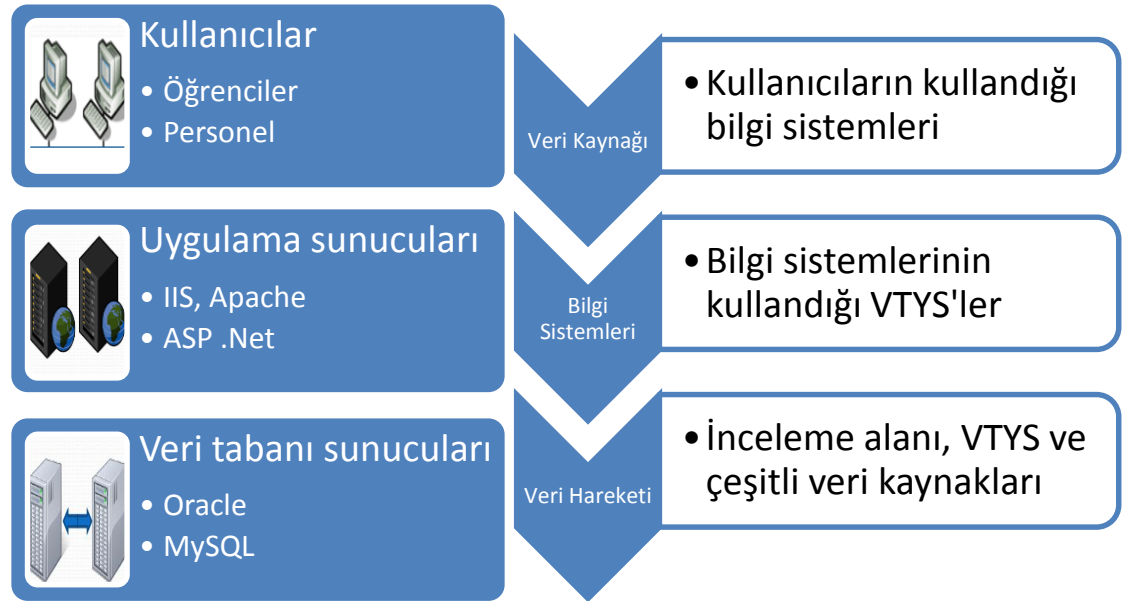 Kullanıcılar
• Öğrenciler
• Personel
Veri Kaynağı
• Kullanıcıların kullandığı
bilgi sistemleri
Uygulama sunucuları
• IIS, Apache
• ASP .Net
Bilgi
Sistemleri
• Bilgi sistemlerinin
kullandığı VTYS'ler
Veri tabanı sunucuları
• Oracle
• MySQL
Veri Hareketi
• İnceleme alanı, VTYS ve
çeşitli veri kaynakları